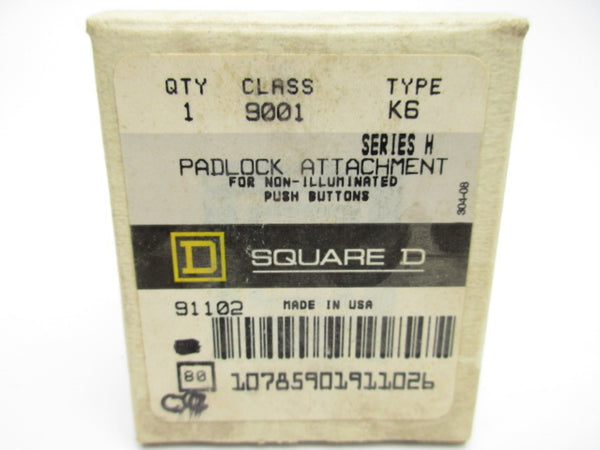 QTY CLASS TYPE
1 9001 K6
SERIES H
PADLOCK ATTACHMENT
FOR NON-ILLUMINATED
PUSH BUTTONS
304-08
D SQUARE D
91102 MADE IN USA
80 10785901911026